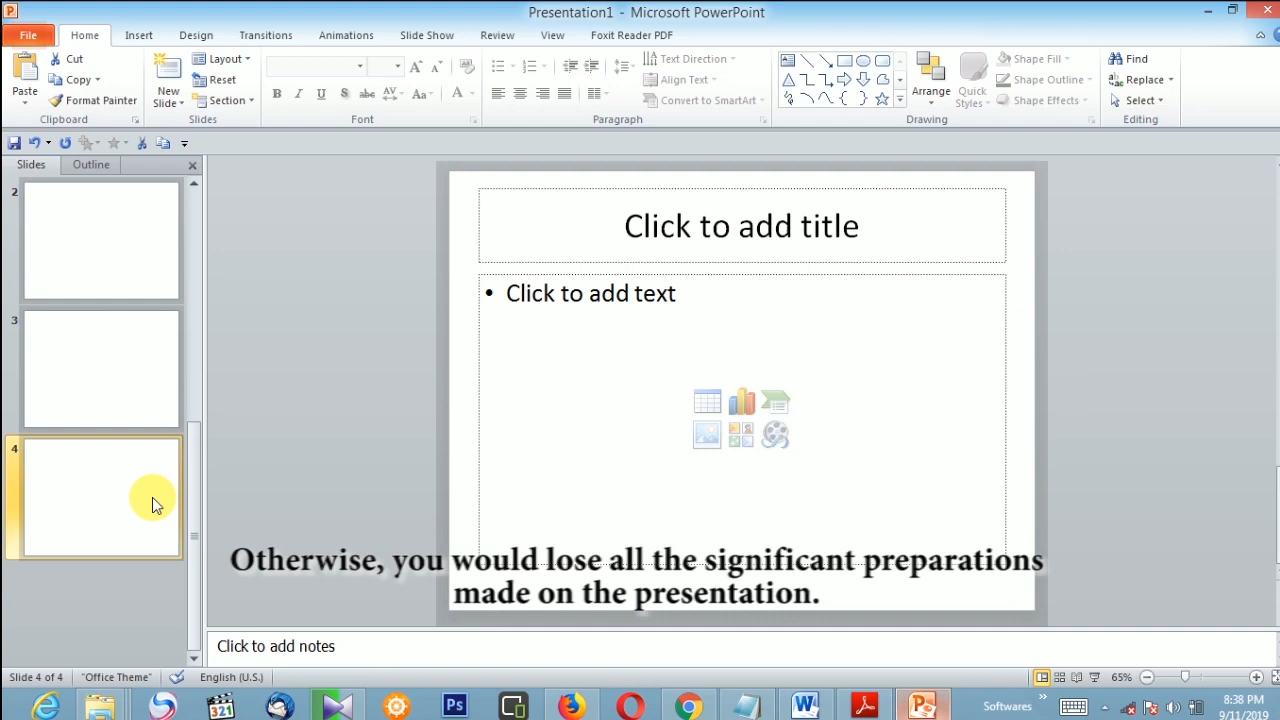 Presentation1 - Microsoft PowerPoint
File Home Insert Design Transitions Animations Slide Show Review View Foxit Reader PDF
Paste
Cut
Copy
Format Painter
Clipboard
New Slide
Layout
Reset
Section
Slides
B I U S abc AV Aa A
Font
Text Direction
Align Text
Convert to SmartArt
Paragraph
Arrange
Quick Styles
Shape Fill
Shape Outline
Shape Effects
Drawing
Find
Replace
Select
Editing
Slides Outline
2
3
4
Click to add title
• Click to add text
Otherwise, you would lose all the significant preparations
made on the presentation.
Click to add notes
Slide 4 of 4 "Office Theme" English (U.S.) 65%
321
Ps
Softwares
8:38 PM
9/11/2019